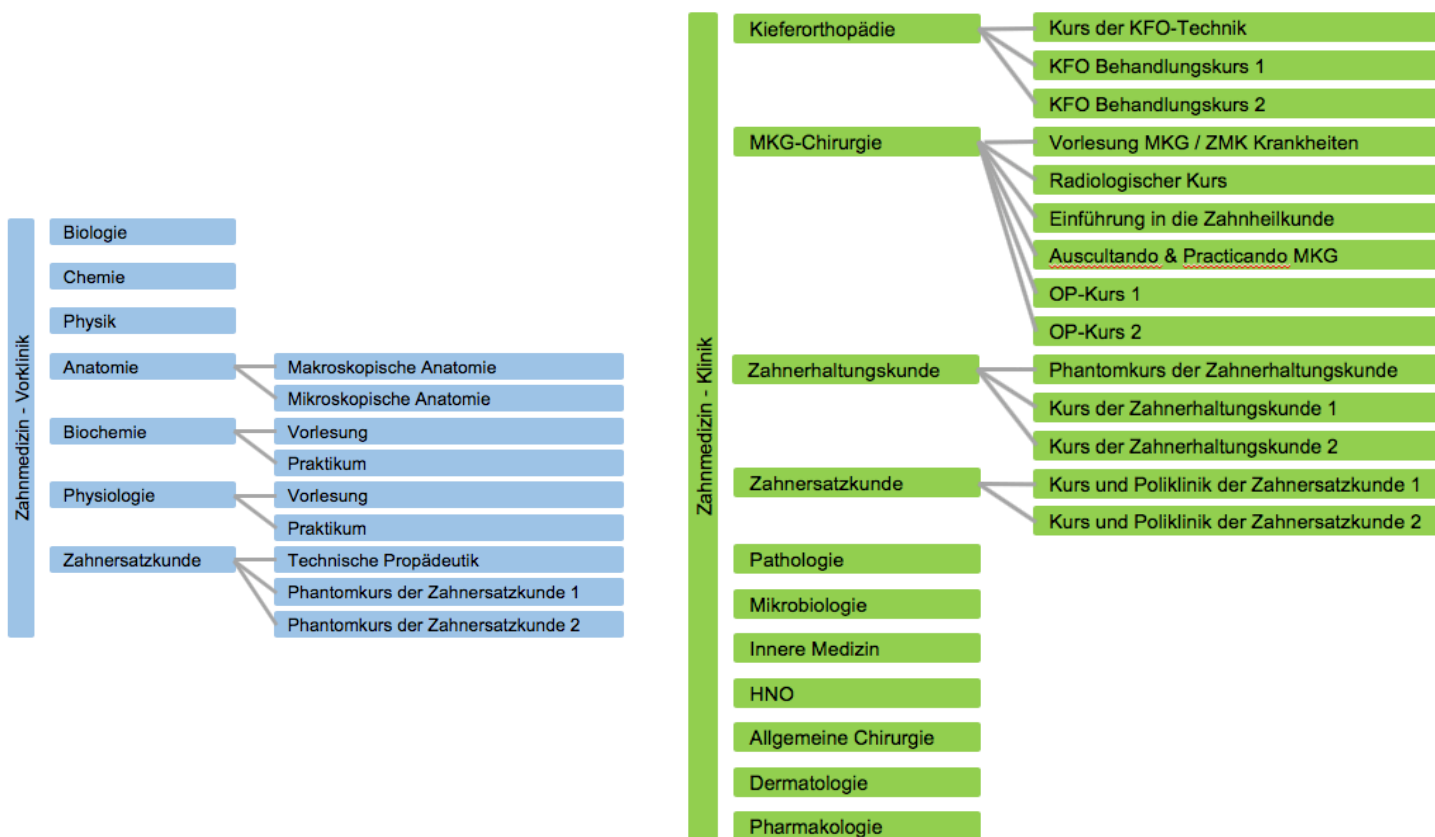 Zahnmedizin - Vorklinik
Biologie
Chemie
Physik
Anatomie
Makroskopische Anatomie
Mikroskopische Anatomie
Biochemie
Vorlesung
Praktikum
Physiologie
Vorlesung
Praktikum
Zahnersatzkunde
Technische Propädeutik
Phantomkurs der Zahnersatzkunde 1
Phantomkurs der Zahnersatzkunde 2
Zahnmedizin - Klinik
Kieferorthopädie
Kurs der KFO-Technik
KFO Behandlungskurs 1
KFO Behandlungskurs 2
MKG-Chirurgie
Vorlesung MKG / ZMK Krankheiten
Radiologischer Kurs
Einführung in die Zahnheilkunde
Auscultando & Practicando MKG
OP-Kurs 1
OP-Kurs 2
Zahnerhaltungskunde
Phantomkurs der Zahnerhaltungskunde
Kurs der Zahnerhaltungskunde 1
Kurs der Zahnerhaltungskunde 2
Zahnersatzkunde
Kurs und Poliklinik der Zahnersatzkunde 1
Kurs und Poliklinik der Zahnersatzkunde 2
Pathologie
Mikrobiologie
Innere Medizin
HNO
Allgemeine Chirurgie
Dermatologie
Pharmakologie